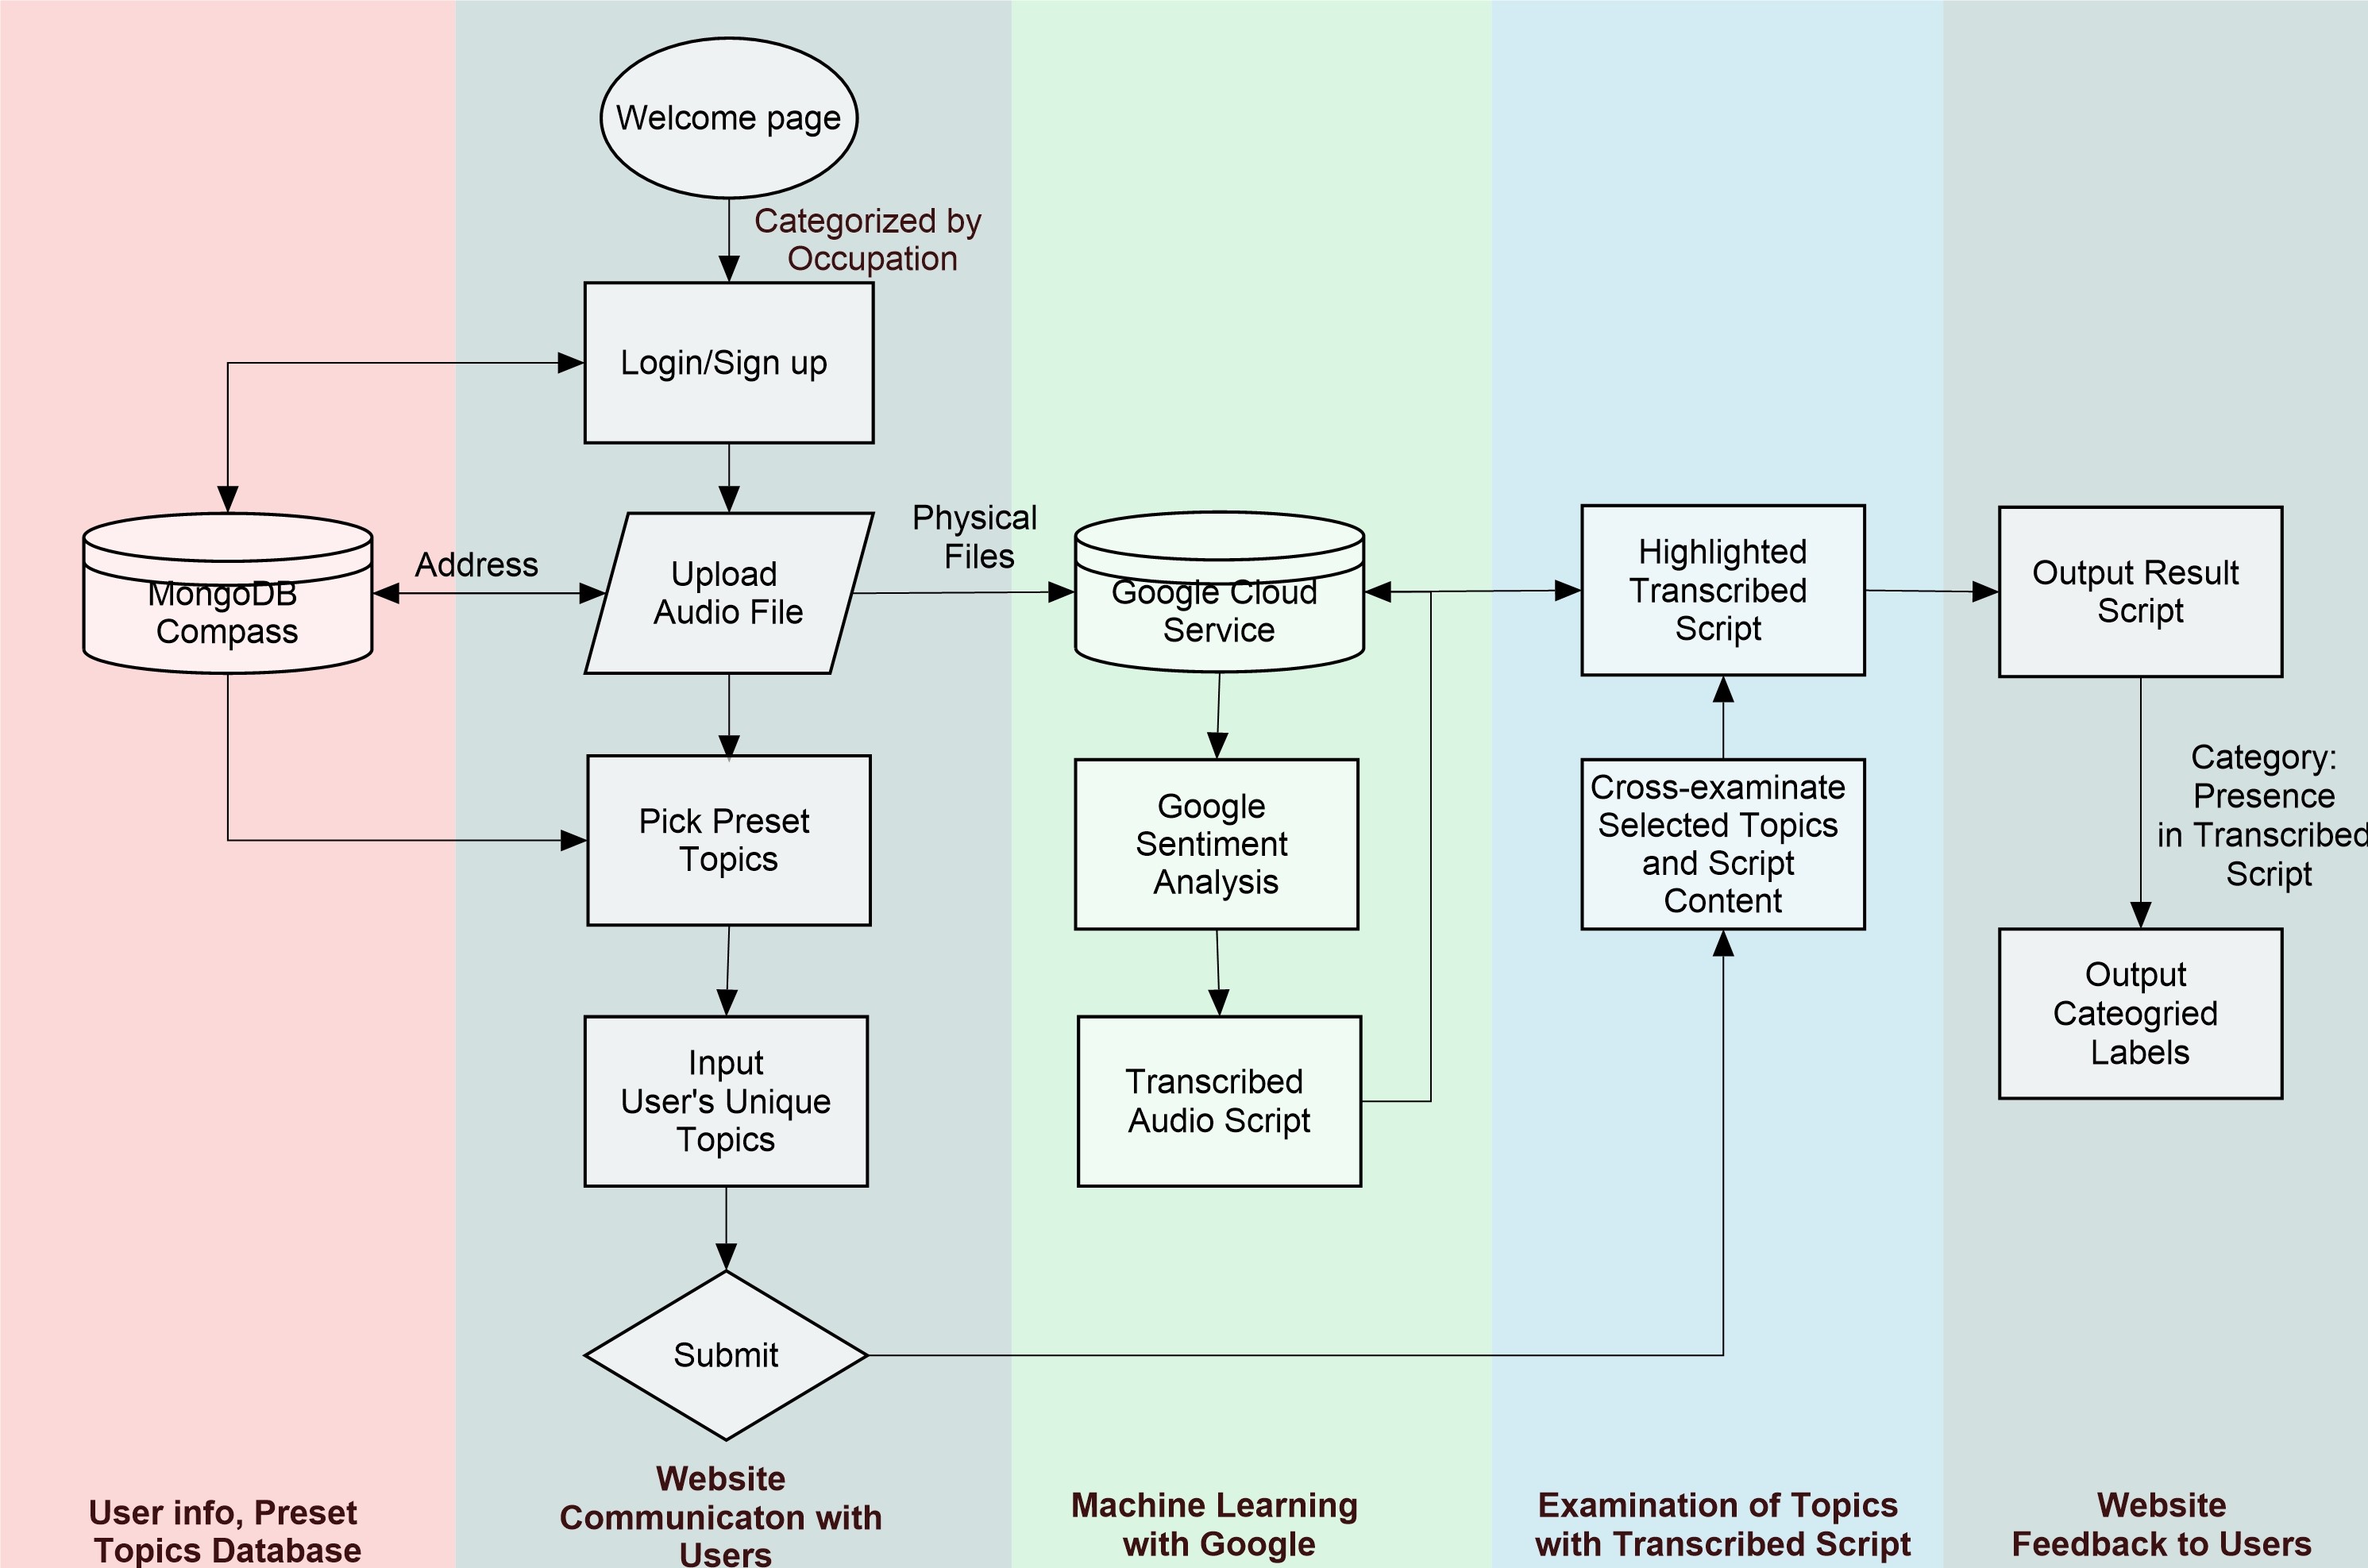 Welcome page
Categorized by
Occupation
Login/Sign up
MongoDB
Compass
Address
Upload
Audio File
Physical
Files
Google Cloud
Service
Highlighted
Transcribed
Script
Output Result
Script
Pick Preset
Topics
Google
Sentiment
Analysis
Cross-examinate
Selected Topics
and Script
Content
Category:
Presence
in Transcribed
Script
Input
User's Unique
Topics
Transcribed
Audio Script
Output
Cateogried
Labels
Submit
User info, Preset
Topics Database
Website
Communicaton with
Users
Machine Learning
with Google
Examination of Topics
with Transcribed Script
Website
Feedback to Users